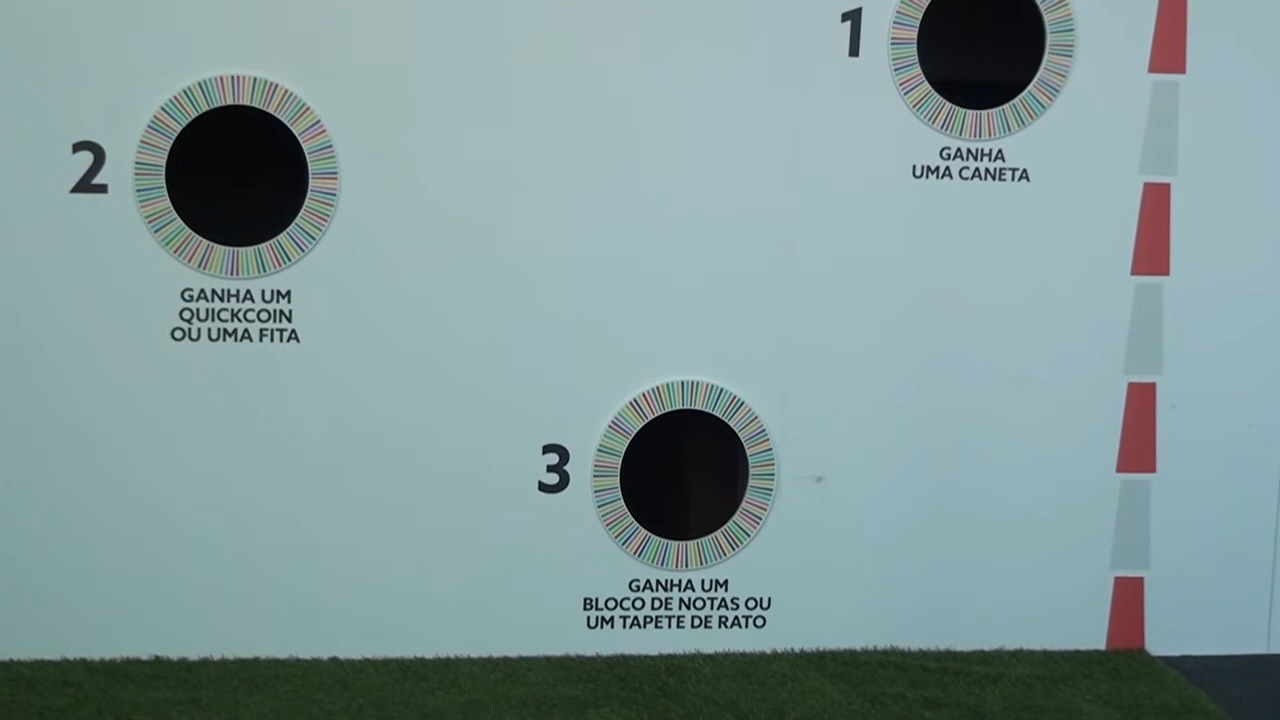 1
GANHA
UMA CANETA
2
GANHA UM
QUICKCOIN
OU UMA FITA
3
GANHA UM
BLOCO DE NOTAS OU
UM TAPETE DE RATO